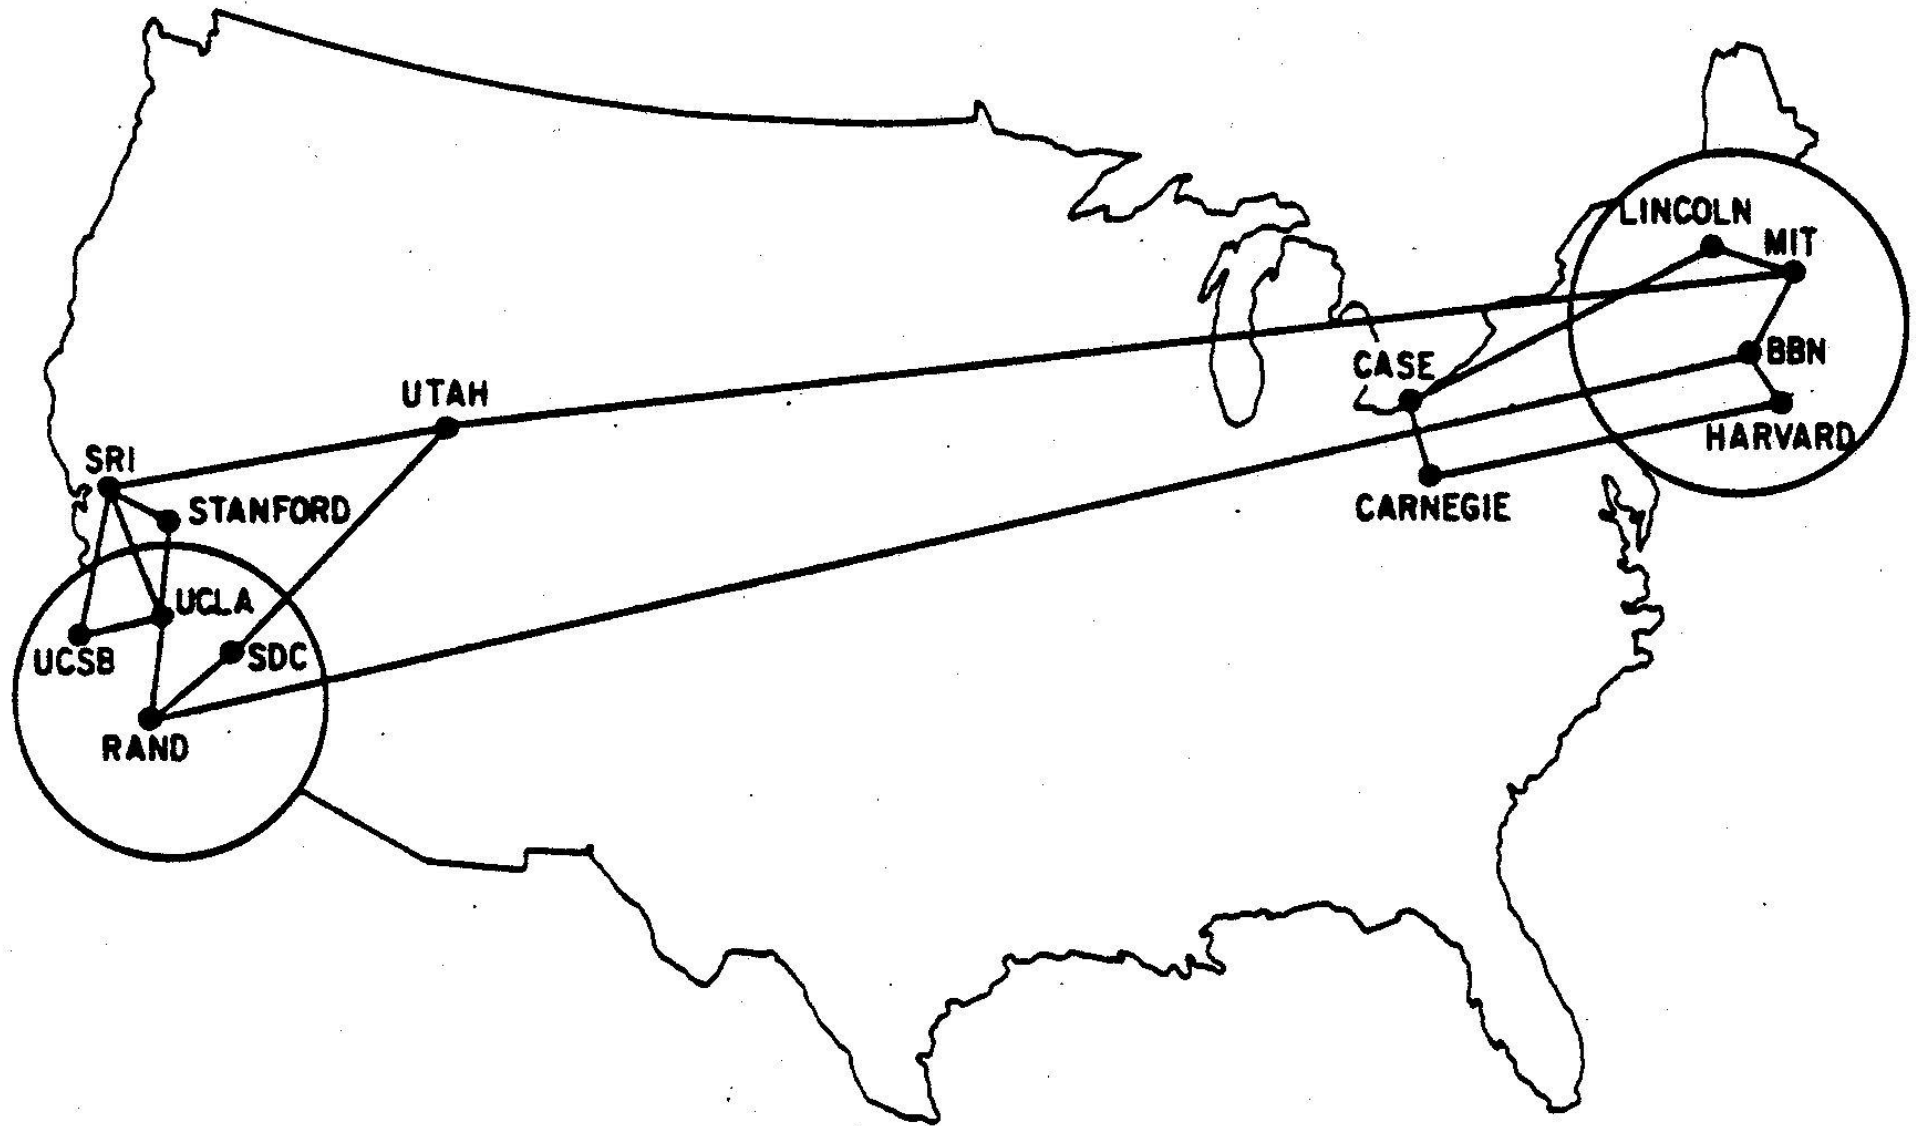 LINCOLN
MIT
CASE
BBN
UTAH
HARVARD
SRI
STANFORD
CARNEGIE
UCLA
UCSB
SDC
RAND